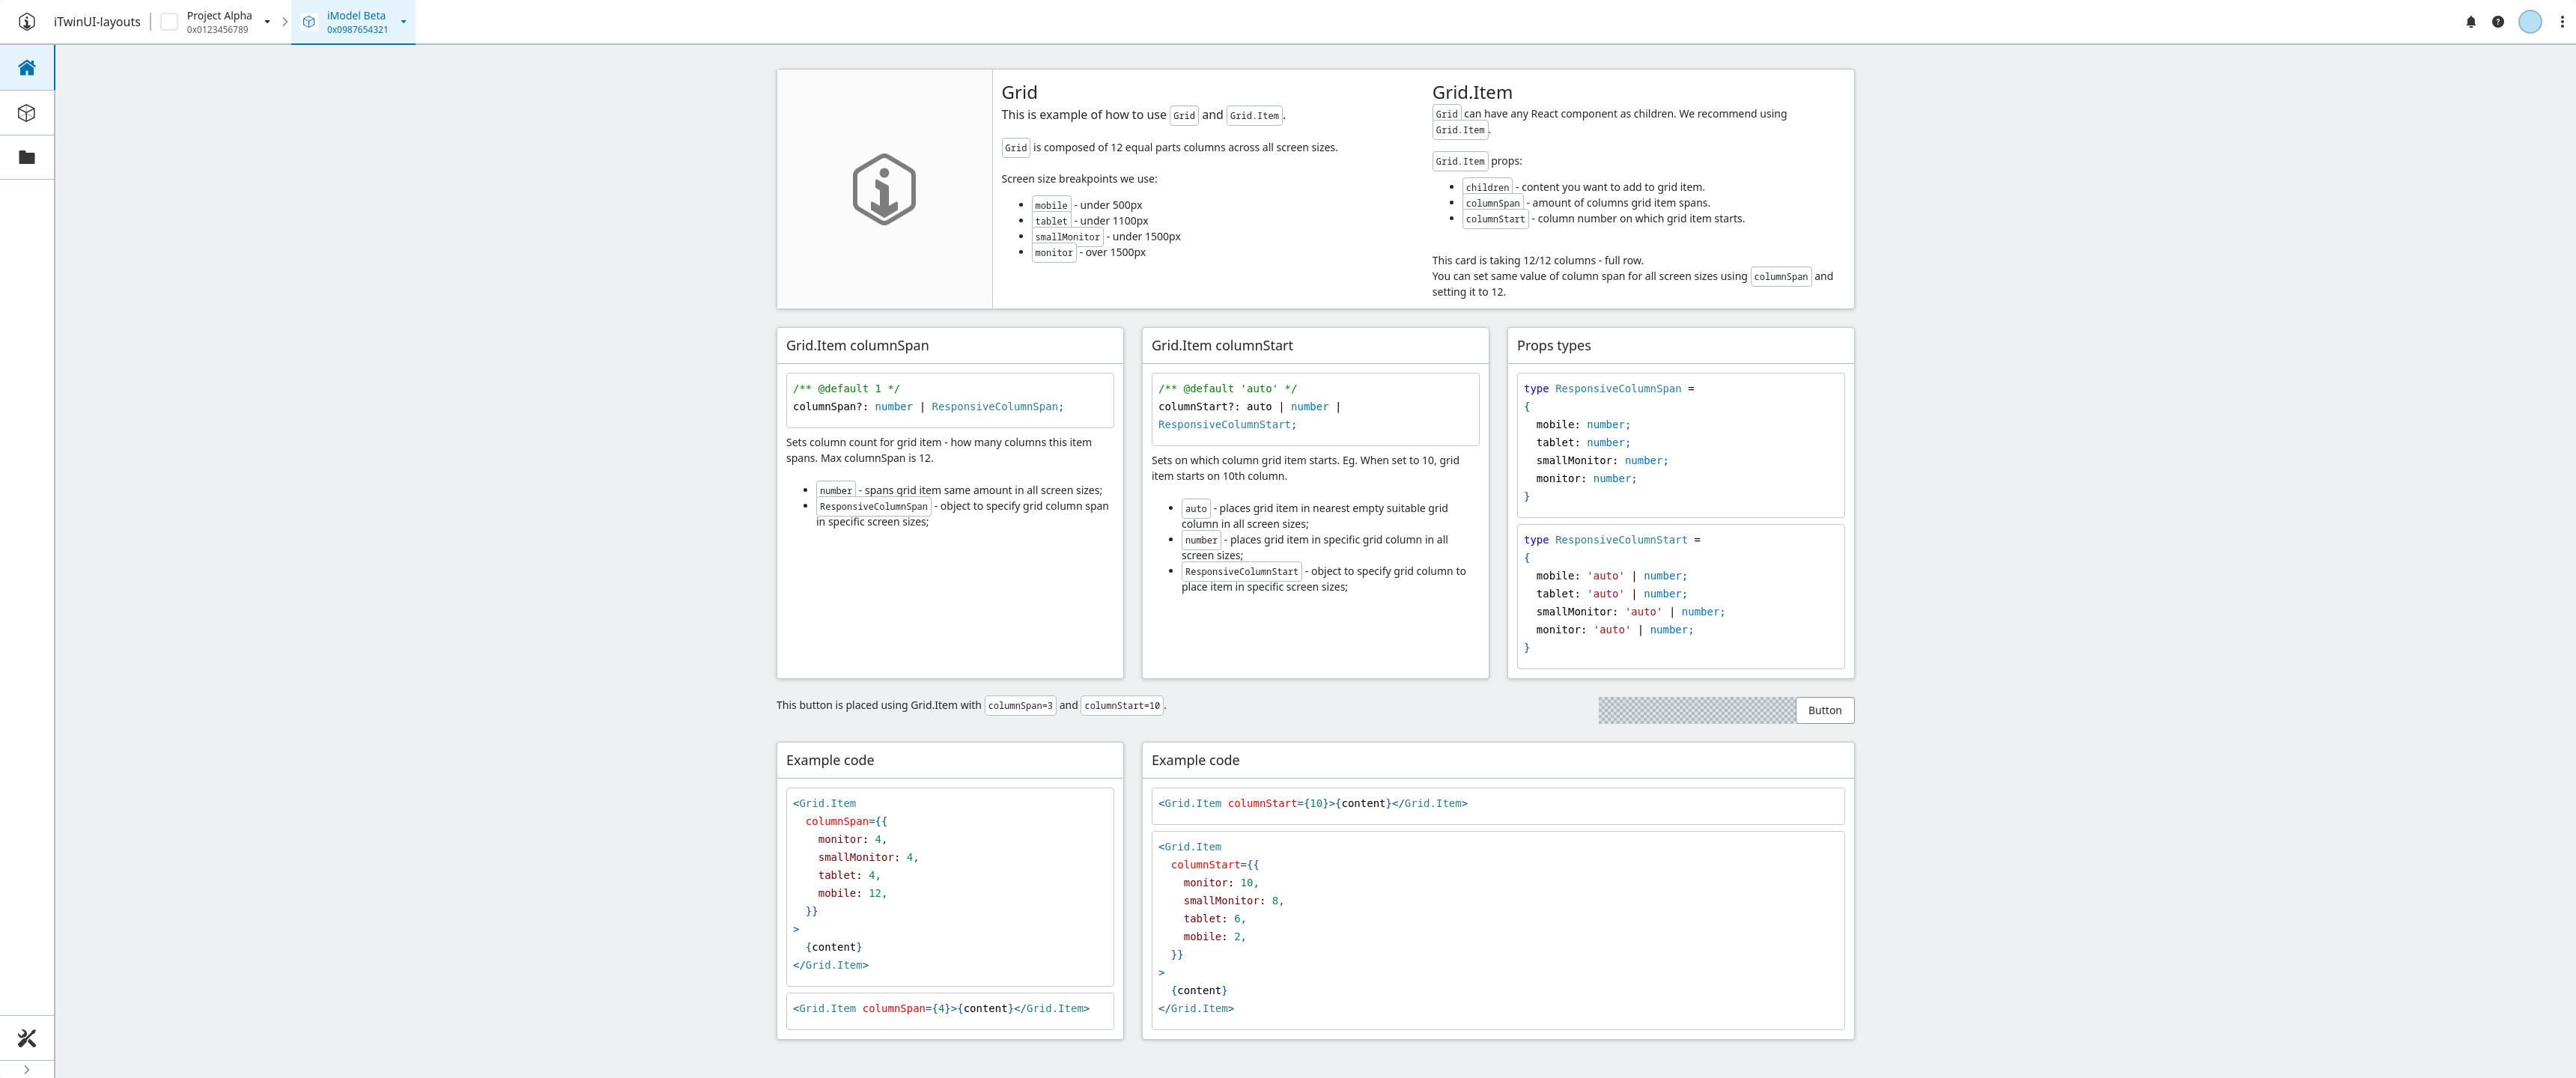 iTwinUI-layouts
Project Alpha
0x0123456789
iModel Beta
0x0987654321
Grid
This is example of how to use Grid and Grid.Item.
Grid is composed of 12 equal parts columns across all screen sizes.
Screen size breakpoints we use:
mobile - under 500px
tablet - under 1100px
smallMonitor - under 1500px
monitor - over 1500px
Grid.Item
Grid can have any React component as children. We recommend using
Grid.Item.
Grid.Item props:
children - content you want to add to grid item.
columnSpan - amount of columns grid item spans.
columnStart - column number on which grid item starts.
This card is taking 12/12 columns - full row.
You can set same value of column span for all screen sizes using columnSpan and
setting it to 12.
Grid.Item columnSpan
/** @default 1 */
columnSpan?: number | ResponsiveColumnSpan;
Sets column count for grid item - how many columns this item
spans. Max columnSpan is 12.
number - spans grid item same amount in all screen sizes;
ResponsiveColumnSpan - object to specify grid column span
in specific screen sizes;
Grid.Item columnStart
/** @default 'auto' */
columnStart?: auto | number |
ResponsiveColumnStart;
Sets on which column grid item starts. Eg. When set to 10, grid
item starts on 10th column.
auto - places grid item in nearest empty suitable grid
column in all screen sizes;
number - places grid item in specific grid column in all
screen sizes;
ResponsiveColumnStart - object to specify grid column to
place item in specific screen sizes;
Props types
type ResponsiveColumnSpan =
{
mobile: number;
tablet: number;
smallMonitor: number;
monitor: number;
}
type ResponsiveColumnStart =
{
mobile: 'auto' | number;
tablet: 'auto' | number;
smallMonitor: 'auto' | number;
monitor: 'auto' | number;
}
This button is placed using Grid.Item with columnSpan=3 and columnStart=10.
Button
Example code
<Grid.Item
columnSpan={{
monitor: 4,
smallMonitor: 4,
tablet: 4,
mobile: 12,
}}
>
{content}
</Grid.Item>
<Grid.Item columnSpan={4}>{content}</Grid.Item>
Example code
<Grid.Item columnStart={10}>{content}</Grid.Item>
<Grid.Item
columnStart={{
monitor: 10,
smallMonitor: 8,
tablet: 6,
mobile: 2,
}}
>
{content}
</Grid.Item>